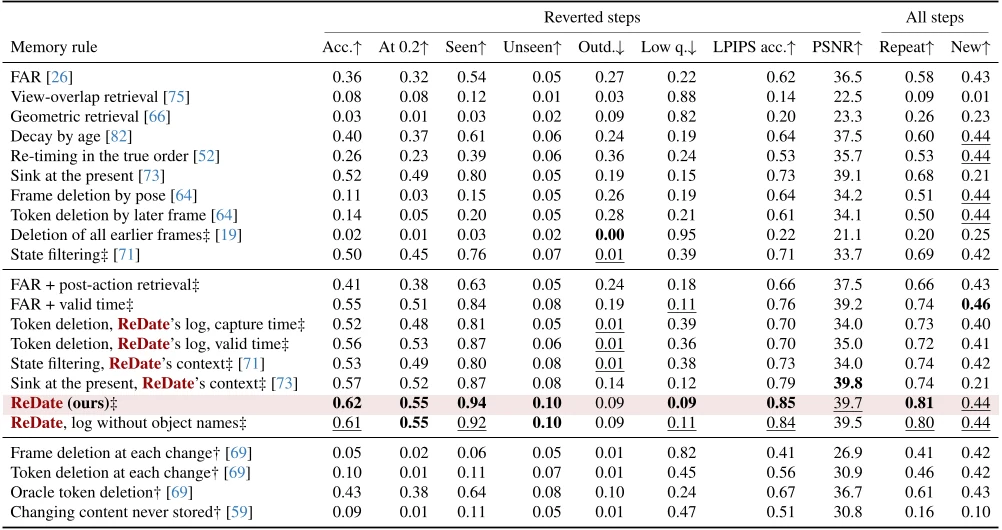 Reverted steps All steps
Memory rule Acc.↑ At 0.2↑ Seen↑ Unseen↑ Outd.↓ Low q.↓ LPIPS acc.↑ PSNR↑ Repeat↑ New↑
FAR [26] 0.36 0.32 0.54 0.05 0.27 0.22 0.62 36.5 0.58 0.43
View-overlap retrieval [75] 0.08 0.08 0.12 0.01 0.03 0.88 0.14 22.5 0.09 0.01
Geometric retrieval [66] 0.03 0.01 0.03 0.02 0.09 0.82 0.20 23.3 0.26 0.23
Decay by age [82] 0.40 0.37 0.61 0.06 0.24 0.19 0.64 37.5 0.60 0.44
Re-timing in the true order [52] 0.26 0.23 0.39 0.06 0.36 0.24 0.53 35.7 0.53 0.44
Sink at the present [73] 0.52 0.49 0.80 0.05 0.19 0.15 0.73 39.1 0.68 0.21
Frame deletion by pose [64] 0.11 0.03 0.15 0.05 0.26 0.19 0.64 34.2 0.51 0.44
Token deletion by later frame [64] 0.14 0.05 0.20 0.05 0.28 0.21 0.61 34.1 0.50 0.44
Deletion of all earlier frames‡ [19] 0.02 0.01 0.03 0.02 0.00 0.95 0.22 21.1 0.20 0.25
State filtering‡ [71] 0.50 0.45 0.76 0.07 0.01 0.39 0.71 33.7 0.69 0.42
FAR + post-action retrieval‡ 0.41 0.38 0.63 0.05 0.24 0.18 0.66 37.5 0.66 0.43
FAR + valid time‡ 0.55 0.51 0.84 0.08 0.19 0.11 0.76 39.2 0.74 0.46
Token deletion, ReDate's log, capture time‡ 0.52 0.48 0.81 0.05 0.01 0.39 0.70 34.0 0.73 0.40
Token deletion, ReDate's log, valid time‡ 0.56 0.53 0.87 0.06 0.01 0.36 0.70 35.0 0.72 0.41
State filtering, ReDate's context‡ [71] 0.53 0.49 0.80 0.08 0.01 0.38 0.73 34.0 0.74 0.42
Sink at the present, ReDate's context‡ [73] 0.57 0.52 0.87 0.08 0.14 0.12 0.79 39.8 0.74 0.21
ReDate (ours)‡ 0.62 0.55 0.94 0.10 0.09 0.09 0.85 39.7 0.81 0.44
ReDate, log without object names‡ 0.61 0.55 0.92 0.10 0.09 0.11 0.84 39.5 0.80 0.44
Frame deletion at each change† [69] 0.05 0.02 0.06 0.05 0.01 0.82 0.41 26.9 0.41 0.42
Token deletion at each change† [69] 0.10 0.01 0.11 0.07 0.01 0.45 0.56 30.9 0.46 0.42
Oracle token deletion† [69] 0.43 0.38 0.64 0.08 0.10 0.24 0.67 36.7 0.61 0.43
Changing content never stored† [59] 0.09 0.01 0.11 0.05 0.01 0.47 0.51 30.8 0.16 0.10